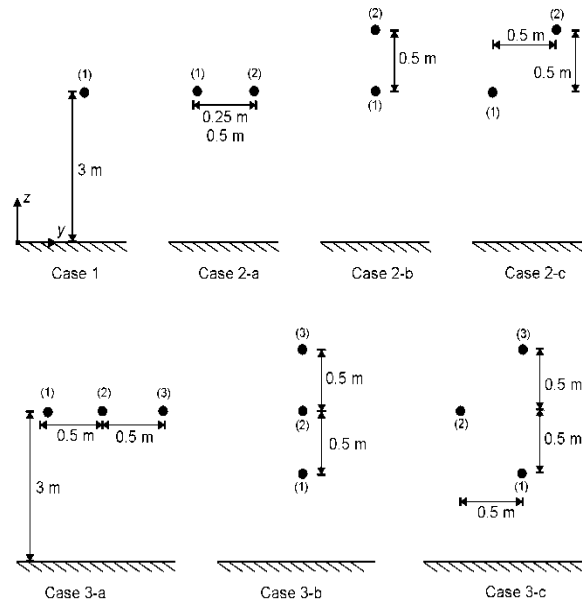 (1)
3 m
z
y
Case 1
(1)
(2)
0.25 m
0.5 m
Case 2-a
(2)
0.5 m
(1)
Case 2-b
(2)
0.5 m
0.5 m
(1)
Case 2-c
(1)
(2)
(3)
0.5 m
0.5 m
3 m
Case 3-a
(3)
0.5 m
(2)
0.5 m
(1)
Case 3-b
(3)
0.5 m
(2)
0.5 m
(1)
0.5 m
Case 3-c